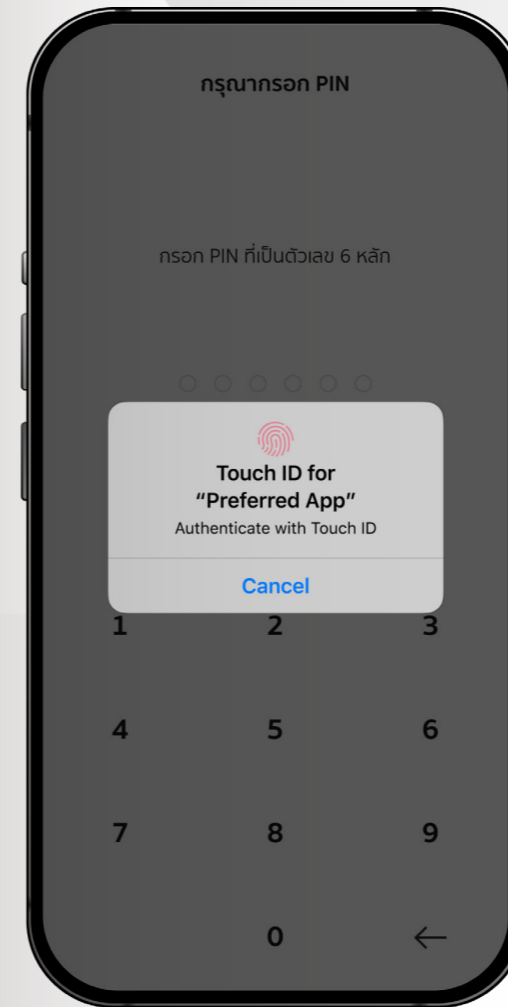 กรุณากรอก PIN
กรอก PIN ที่เป็นตัวเลข 6 หลัก
Touch ID for
“Preferred App”
Authenticate with Touch ID
Cancel
1 2 3
4 5 6
7 8 9
0